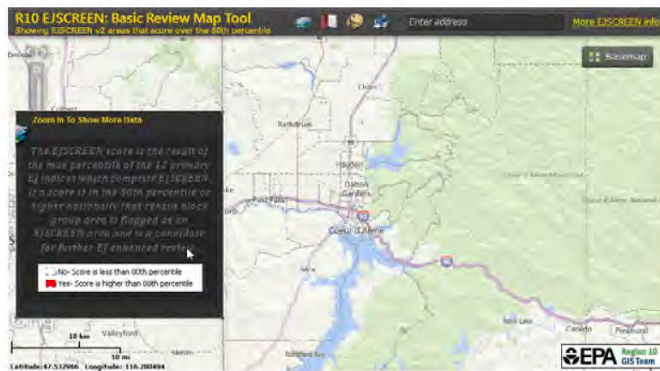 R10 EJSCREEN: Basic Review Map Tool
Showing EJSCREEN v2 areas that score over the 80th percentile
Enter address
More EJSCREEN info
Basemap
Zoom In To Show More Data
The EJSCREEN score is the result of
the max percentile of the 12 primary
EJ indices which comprise EJSCREEN.
If a score is in the 80th percentile or
higher nationally that census block
group area is flagged as an
EJSCREEN area and is a candidate
for further EJ enhanced review.
No- Score is less than 80th percentile
Yes- Score is higher than 80th percentile
Rathdrum
Hayden
Dalton
Gardens
Post Falls
Coeur d'Alene
Valleyford
10 km
10 mi
Latitude:47.532966 Longitude:-116.280494
Rockford Bay
Rose Lake
Cataldo
Pinehurst
EPA
Region 10
GIS Team